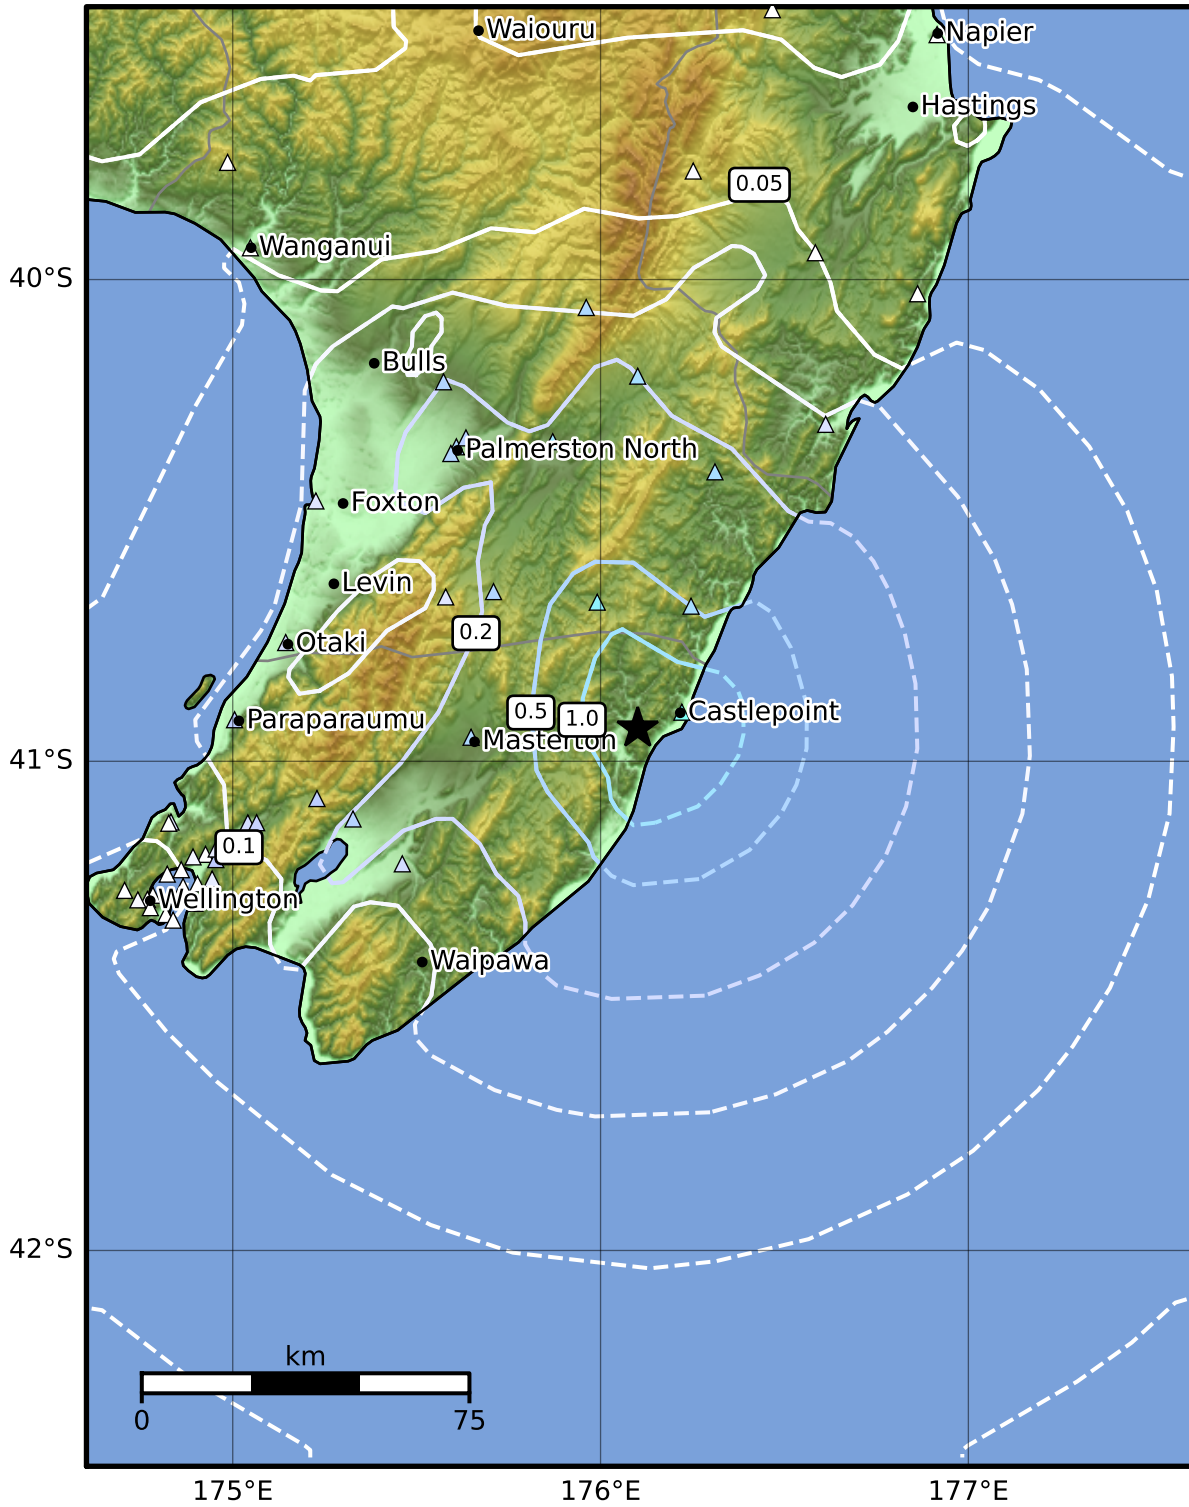 Waiouru
Napier
Hastings
0.05
Wanganui
40°S
Bulls
Palmerston North
Foxton
Levin
0.2
Otaki
0.5
1.0
Castlepoint
Paraparaumu
Masterton
41°S
0.1
Wellington
Waipawa
42°S
km
0
75
175°E
176°E
177°E